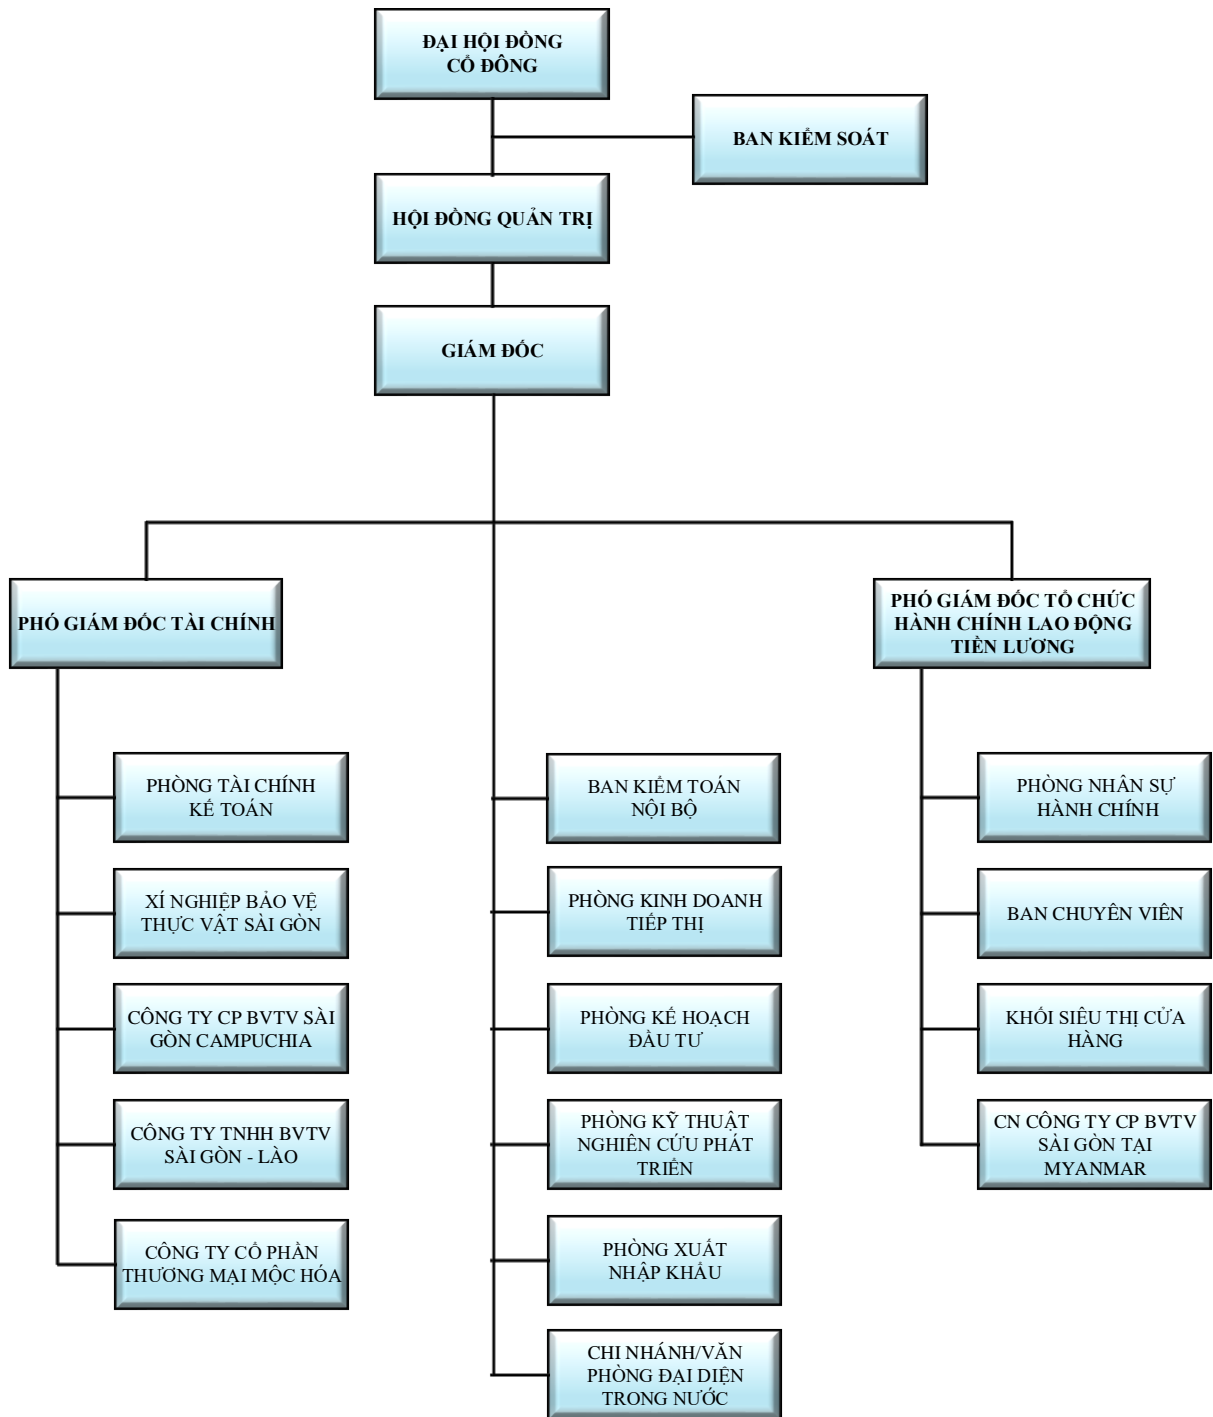 ĐẠI HỘI ĐỒNG
CỔ ĐÔNG
BAN KIỂM SOÁT
HỘI ĐỒNG QUẢN TRỊ
GIÁM ĐỐC
PHÓ GIÁM ĐỐC TÀI CHÍNH
PHÓ GIÁM ĐỐC TỔ CHỨC
HÀNH CHÍNH LAO ĐỘNG
TIỀN LƯƠNG
PHÒNG TÀI CHÍNH
KẾ TOÁN
XÍ NGHIỆP BẢO VỆ
THỰC VẬT SÀI GÒN
CÔNG TY CP BVTV SÀI
GÒN CAMPUCHIA
CÔNG TY TNHH BVTV
SÀI GÒN - LÀO
CÔNG TY CỔ PHẦN
THƯƠNG MẠI MỘC HÓA
BAN KIỂM TOÁN
NỘI BỘ
PHÒNG KINH DOANH
TIẾP THỊ
PHÒNG KẾ HOẠCH
ĐẦU TƯ
PHÒNG KỸ THUẬT
NGHIÊN CỨU PHÁT
TRIỂN
PHÒNG XUẤT
NHẬP KHẨU
CHI NHÁNH/VĂN
PHÒNG ĐẠI DIỆN
TRONG NƯỚC
PHÒNG NHÂN SỰ
HÀNH CHÍNH
BAN CHUYÊN VIÊN
KHỐI SIÊU THỊ CỬA
HÀNG
CN CÔNG TY CP BVTV
SÀI GÒN TẠI
MYANMAR